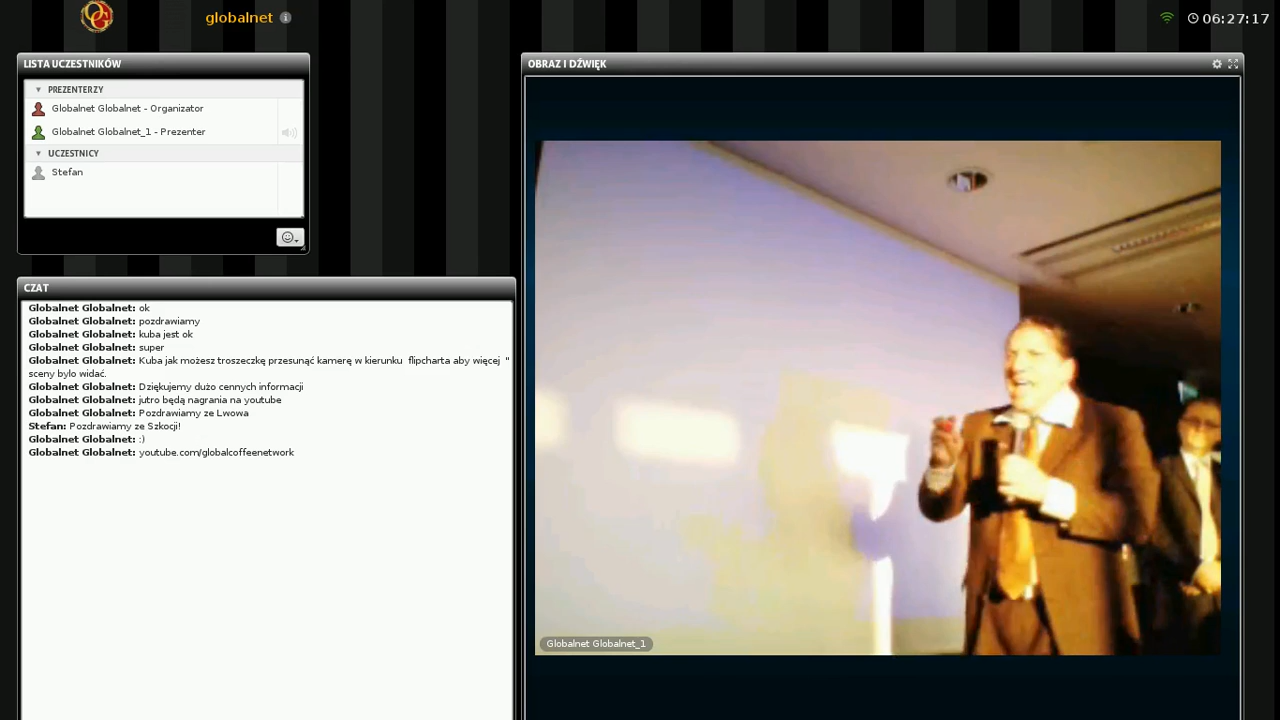 OG
globalnet
06:27:17
LISTA UCZESTNIKÓW
PREZENTERZY
Globalnet Globalnet - Organizator
Globalnet Globalnet_1 - Prezenter
UCZESTNICY
Stefan
CZAT
Globalnet Globalnet: ok
Globalnet Globalnet: pozdrawiamy
Globalnet Globalnet: kuba jest ok
Globalnet Globalnet: super
Globalnet Globalnet: Kuba jak możesz troszeczkę przesunąć kamerę w kierunku flipcharta aby więcej "
sceny bylo widać.
Globalnet Globalnet: Dziękujemy dużo cennych informacji
Globalnet Globalnet: jutro będą nagrania na youtube
Globalnet Globalnet: Pozdrawiamy ze Lwowa
Stefan: Pozdrawiamy ze Szkocji!
Globalnet Globalnet: :)
Globalnet Globalnet: youtube.com/globalcoffeenetwork
OBRAZ I DŹWIĘK
Globalnet Globalnet_1